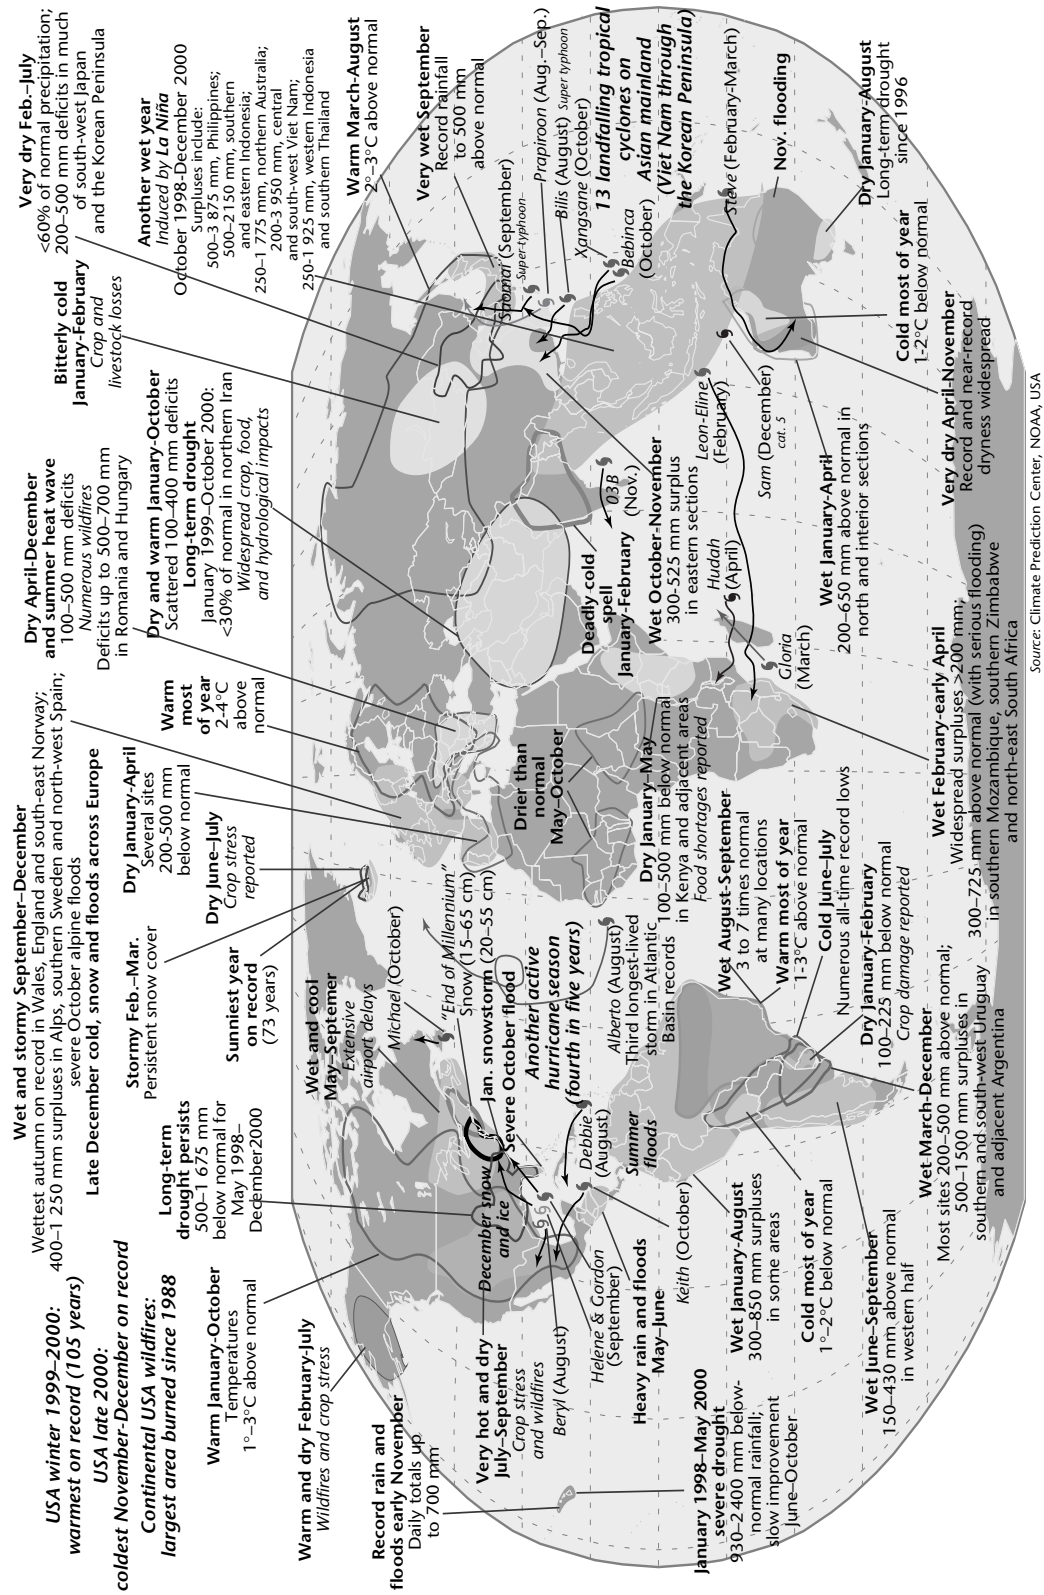 USA winter 1999–2000:
warmest on record (105 years)
USA late 2000:
coldest November-December on record
Continental USA wildfires:
largest area burned since 1988
Wet and stormy September–December
Wettest autumn on record in Wales, England and south-east Norway;
400–1 250 mm surpluses in Alps, southern Sweden and north-west Spain;
severe October alpine floods
Late December cold, snow and floods across Europe
Dry April-December
and summer heat wave
100–500 mm deficits
Numerous wildfires
Deficits up to 500–700 mm
in Romania and Hungary
Bitterly cold
January-February
Crop and
livestock losses
Very dry Feb.–July
<60% of normal precipitation;
200–500 mm deficits in much
of south-west Japan
and the Korean Peninsula
Another wet year
Induced by La Niña
October 1998-December 2000
Surpluses include:
500–3 875 mm, Philippines;
500–2150 mm, southern
and eastern Indonesia;
250–1 775 mm, northern Australia;
200-3 950 mm, central
and south-west Viet Nam;
250-1 925 mm, western Indonesia
and southern Thailand
Stormy Feb.–Mar.
Persistent snow cover
Dry January-April
Several sites
200-500 mm
below normal
Warm
most
of year
2-4°C
above
normal
Dry and warm January-October
Scattered 100–400 mm deficits
Long-term drought
January 1999–October 2000:
<30% of normal in northern Iran
Widespread crop, food,
and hydrological impacts
Long-term
drought persists
500–1 675 mm
below normal for
May 1998–
December2000
Warm January-October
Temperatures
1°–3°C above normal
Sunniest year
on record
(73 years)
Dry June–July
Crop stress
reported
Warm March-August
2°–3°C above normal
Warm and dry February-July
Wildfires and crop stress
Wet and cool
May–Septemer
Extensive
airport delays
Michael (October)
Very wet September
Record rainfall
to 500 mm
above normal
Record rain and
floods early November
Daily totals up
to 700 mm
"End of Millennium"
Snow (15–65 cm)
Jan. snowstorm (20–55 cm)
Severe October flood
Saomai (September)
Super-typhoon
Prapiroon (Aug.–Sep.)
Bilis (August) Super typhoon
Xangsane (October)
Bebinca
(October)
13 landfalling tropical
cyclones on
Asian mainland
(Viet Nam through
the Korean Peninsula)
Very hot and dry
July–September
Crop stress
and wildfires
December snow
and ice
Beryl (August)
Helene & Gordon
(September)
Another active
hurricane season
(fourth in five years)
Debbie
(August)
Alberto (August)
Third longest-lived
storm in Atlantic
Basin records
Drier than
normal
May–October
Deadly cold
spell
January-February
03B
(Nov.)
Heavy rain and floods
May–June
Summer
floods
Keith (October)
Dry January–May
100–500 mm below normal
in Kenya and adjacent areas
Food shortages reported
Wet October-November
300-525 mm surplus
in eastern sections
Leon-Eline
(February)
Hudah
(April)
Sam (December)
cat. 5
Steve (February-March)
Nov. flooding
January 1998–May 2000
severe drought
930–2 400 mm below-
normal rainfall;
slow improvement
June–October
Wet January-August
300–850 mm surpluses
in some areas
Wet August-September
3 to 7 times normal
at many locations
Warm most of year
1-3°C above normal
Gloria
(March)
Cold most of year
1°–2°C below normal
Cold June–July
Numerous all-time record lows
Wet January-April
200–650 mm above normal in
north and interior sections
Dry January-August
Long-term drought
since 1996
Cold most of year
1-2°C below normal
Wet June–September
150–430 mm above normal
in western half
Dry January-February
100–225 mm below normal
Crop damage reported
Wet March-December
Most sites 200–500 mm above normal;
500–1500 mm surpluses in
southern and south-west Uruguay
and adjacent Argentina
Wet February-early April
Widespread surpluses >200 mm;
300–725 mm above normal (with serious flooding)
in southern Mozambique, southern Zimbabwe
and north-east South Africa
Very dry April-November
Record and near-record
dryness widespread
Source: Climate Prediction Center, NOAA, USA